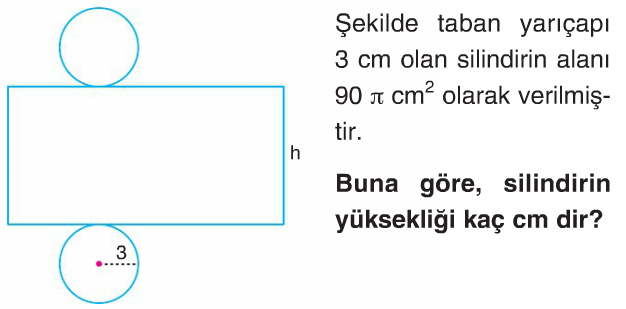 Şekilde taban yarıçapı
3 cm olan silindirin alanı
90 π cm² olarak verilmiş-
tir.
h
Buna göre, silindirin
yüksekliği kaç cm dir?
3